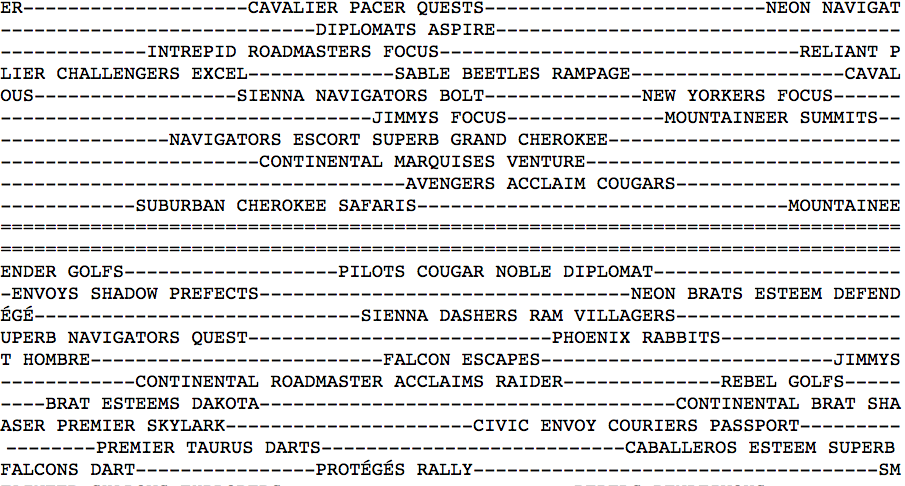 ER----------------------CAVALIER PACER QUESTS-------------------------NEON NAVIGAT
----------------------------DIPLOMATS ASPIRE------------------------------------
-------------INTREPID ROADMASTERS FOCUS--------------------------------RELIANT P
LIER CHALLENGERS EXCEL-------------SABLE BEETLES RAMPAGE-------------------CAVAL
OUS------------------SIENNA NAVIGATORS BOLT--------------NEW YORKERS FOCUS------
---------------------------------JIMMYS FOCUS--------------MOUNTAINEER SUMMITS--
---------------NAVIGATORS ESCORT SUPERB GRAND CHEROKEE--------------------------
-----------------------CONTINENTAL MARQUISES VENTURE----------------------------
------------------------------------AVENGERS ACCLAIM COUGARS--------------------
------------SUBURBAN CHEROKEE SAFARIS---------------------------------MOUNTAINEE
================================================================================
================================================================================
ENDER GOLFS-------------------PILOTS COUGAR NOBLE DIPLOMAT----------------------
-ENVOYS SHADOW PREFECTS---------------------------------NEON BRATS ESTEEM DEFEND
ÉGÉ-----------------------------SIENNA DASHERS RAM VILLAGERS--------------------
UPERB NAVIGATORS QUEST---------------------------PHOENIX RABBITS----------------
T HOMBRE--------------------------FALCON ESCAPES--------------------------JIMMYS
------------CONTINENTAL ROADMASTER ACCLAIMS RAIDER--------------REBEL GOLFS-----
----BRAT ESTEEMS DAKOTA-------------------------------------CONTINENTAL BRAT SHA
ASER PREMIER SKYLARK----------------------CIVIC ENVOY COURIERS PASSPORT---------
--------PREMIER TAURUS DARTS---------------------------CABALLEROS ESTEEM SUPERB
FALCONS DART----------------PROTÉGÉS RALLY------------------------------------SM